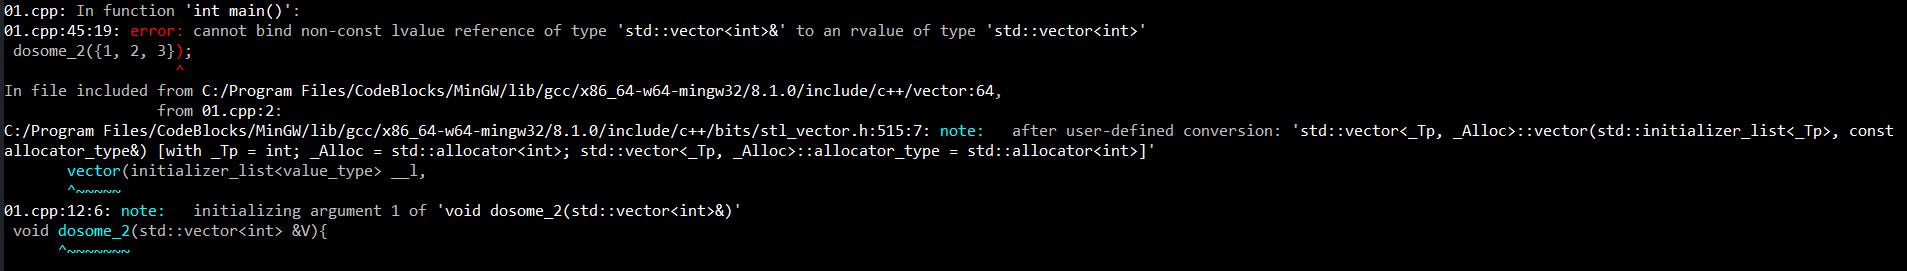 01.cpp: In function 'int main()':
01.cpp:45:19: error: cannot bind non-const lvalue reference of type 'std::vector<int>&' to an rvalue of type 'std::vector<int>'
 dosome_2({1, 2, 3});
                   ^
In file included from C:/Program Files/CodeBlocks/MinGW/lib/gcc/x86_64-w64-mingw32/8.1.0/include/c++/vector:64,
                 from 01.cpp:2:
C:/Program Files/CodeBlocks/MinGW/lib/gcc/x86_64-w64-mingw32/8.1.0/include/c++/bits/stl_vector.h:515:7: note:   after user-defined conversion: 'std::vector<_Tp, _Alloc>::vector(std::initializer_list<_Tp>, const
allocator_type&) [with _Tp = int; _Alloc = std::allocator<int>; std::vector<_Tp, _Alloc>::allocator_type = std::allocator<int>]'
       vector(initializer_list<value_type> __l,
       ^~~~~~
01.cpp:12:6: note:   initializing argument 1 of 'void dosome_2(std::vector<int>&)'
 void dosome_2(std::vector<int> &V){
      ^~~~~~~~